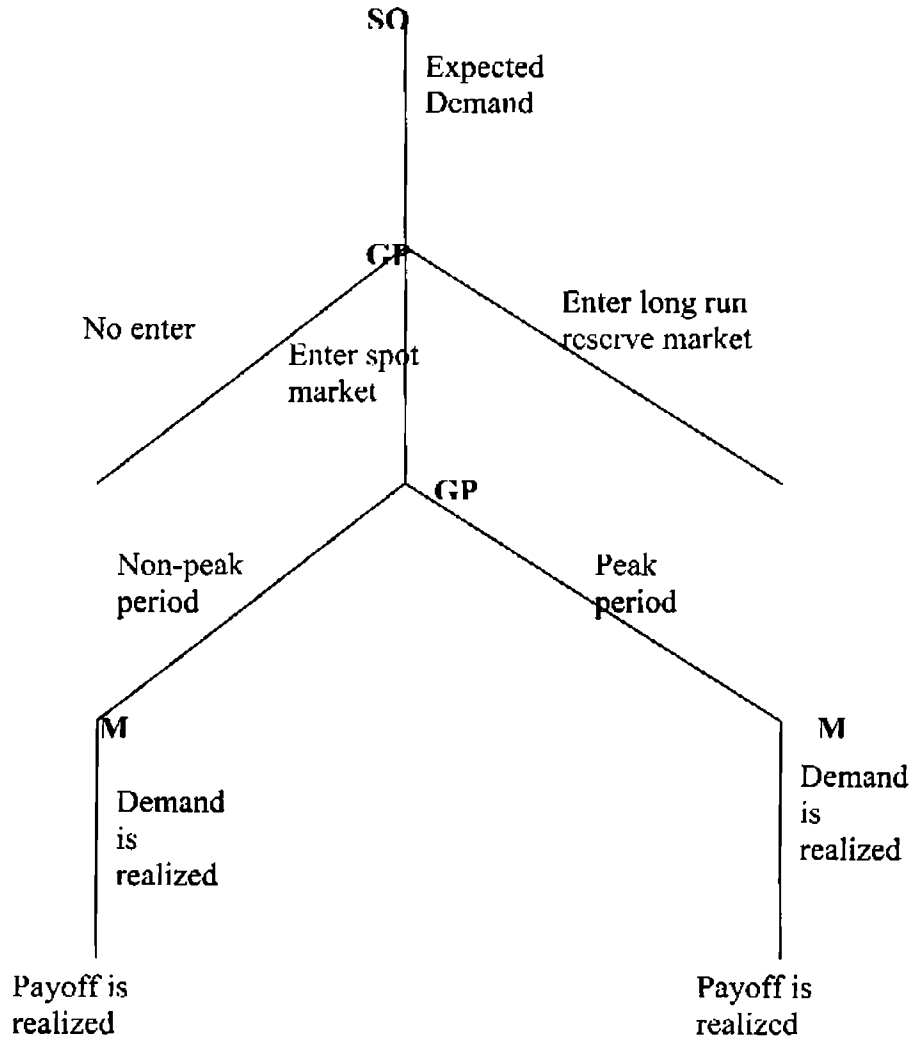 SO
Expected
Demand
GP
No enter
Enter long run
reserve market
Enter spot
market
GP
Non-peak
period
Peak
period
M
M
Demand
is
realized
Demand
is
realized
Payoff is
realized
Payoff is
realized